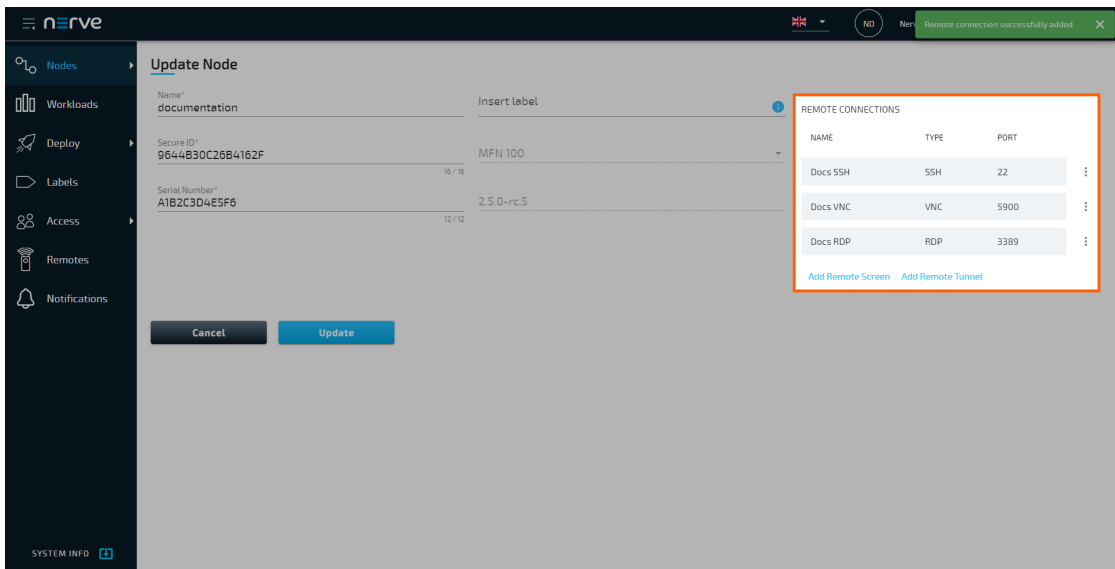 nerve
ND
Ner
Remote connection successfully added
Nodes
Workloads
Deploy
Labels
Access
Remotes
Notifications
SYSTEM INFO
Update Node
Name*
documentation
Insert label
Secure ID*
9644B30C26B4162F
16 / 16
MFN 100
Serial Number*
A1B2C3D4E5F6
12 / 12
2.5.0-rc.5
Cancel
Update
REMOTE CONNECTIONS
NAME TYPE PORT
Docs SSH SSH 22
Docs VNC VNC 5900
Docs RDP RDP 3389
Add Remote Screen Add Remote Tunnel